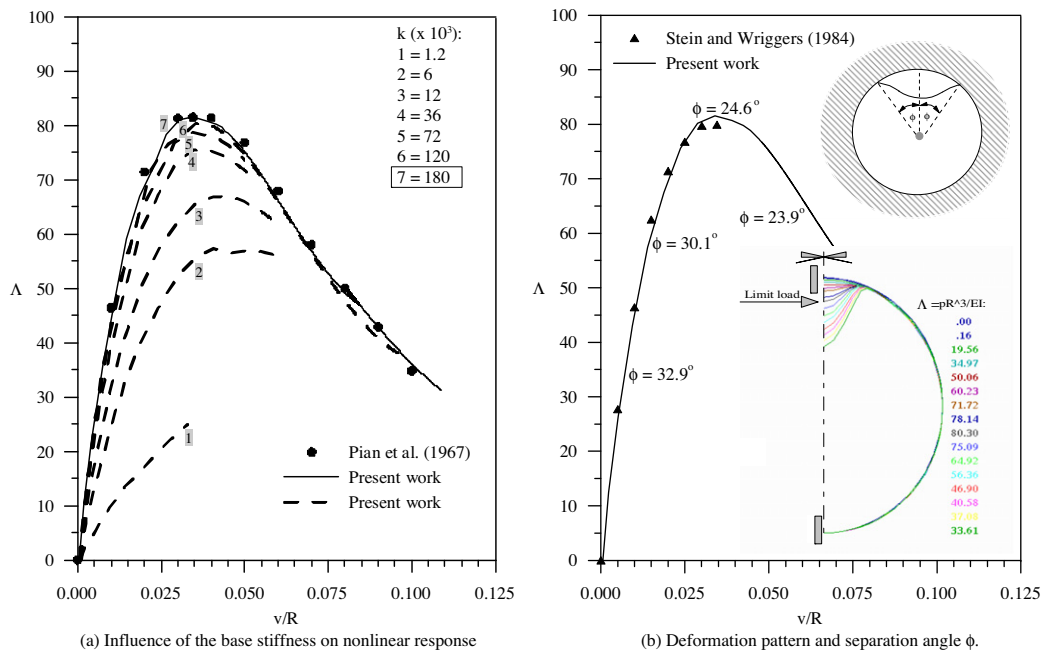 100
90
80
70
60
50
40
30
20
10
0
Λ
0.000 0.025 0.050 0.075 0.100 0.125
v/R
k (x 10³):
1 = 1.2
2 = 6
3 = 12
4 = 36
5 = 72
6 = 120
7 = 180
7
6
5
4
3
2
1
Pian et al. (1967)
Present work
Present work
(a) Influence of the base stiffness on nonlinear response
100
90
80
70
60
50
40
30
20
10
0
Λ
0.000 0.025 0.050 0.075 0.100 0.125
v/R
Stein and Wriggers (1984)
Present work
ϕ ϕ
ϕ = 24.6°
ϕ = 23.9°
ϕ = 30.1°
ϕ = 32.9°
Limit load
Λ =pR^3/EI:
.00
.16
19.56
34.97
50.06
60.23
71.72
78.14
80.30
75.09
64.92
56.36
46.90
40.58
33.61
(b) Deformation pattern and separation angle ϕ.